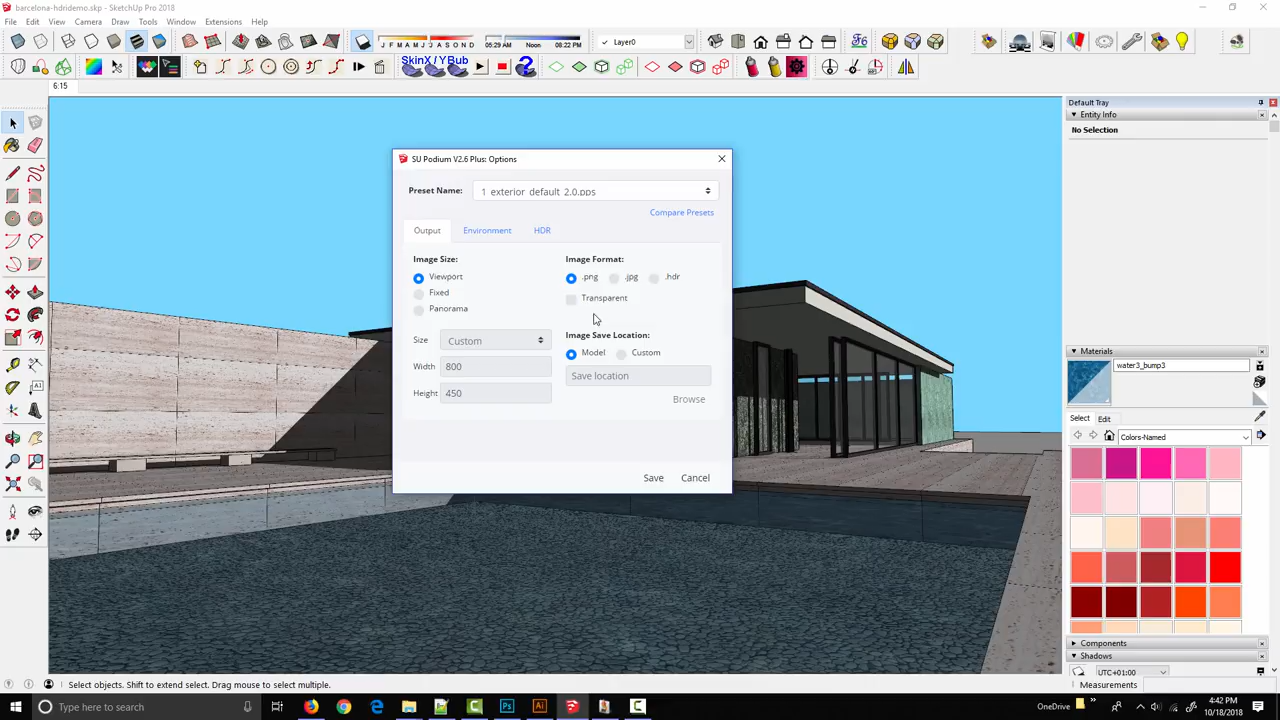 barcelona-hdridemo.skp - SketchUp Pro 2018
File Edit View Camera Draw Tools Window Extensions Help
J F M A M J J A S O N D
05:29 AM Noon 08:22 PM
Layer0
SkinX / YBub
6:15
Default Tray
Entity Info
No Selection
SU Podium V2.6 Plus: Options
Preset Name: 1_exterior_default_2.0.pps
Compare Presets
Output Environment HDR
Image Size: Image Format:
Viewport .png .jpg .hdr
Fixed Transparent
Panorama
Image Save Location:
Size Custom Model Custom
Width 800 Save location
Height 450 Browse
Save Cancel
Materials
water3_bump3
Select Edit
Colors-Named
Components
Shadows
UTC+01:00
Select objects. Shift to extend select. Drag mouse to select multiple.
Measurements
Type here to search
OneDrive
4:42 PM
10/18/2018